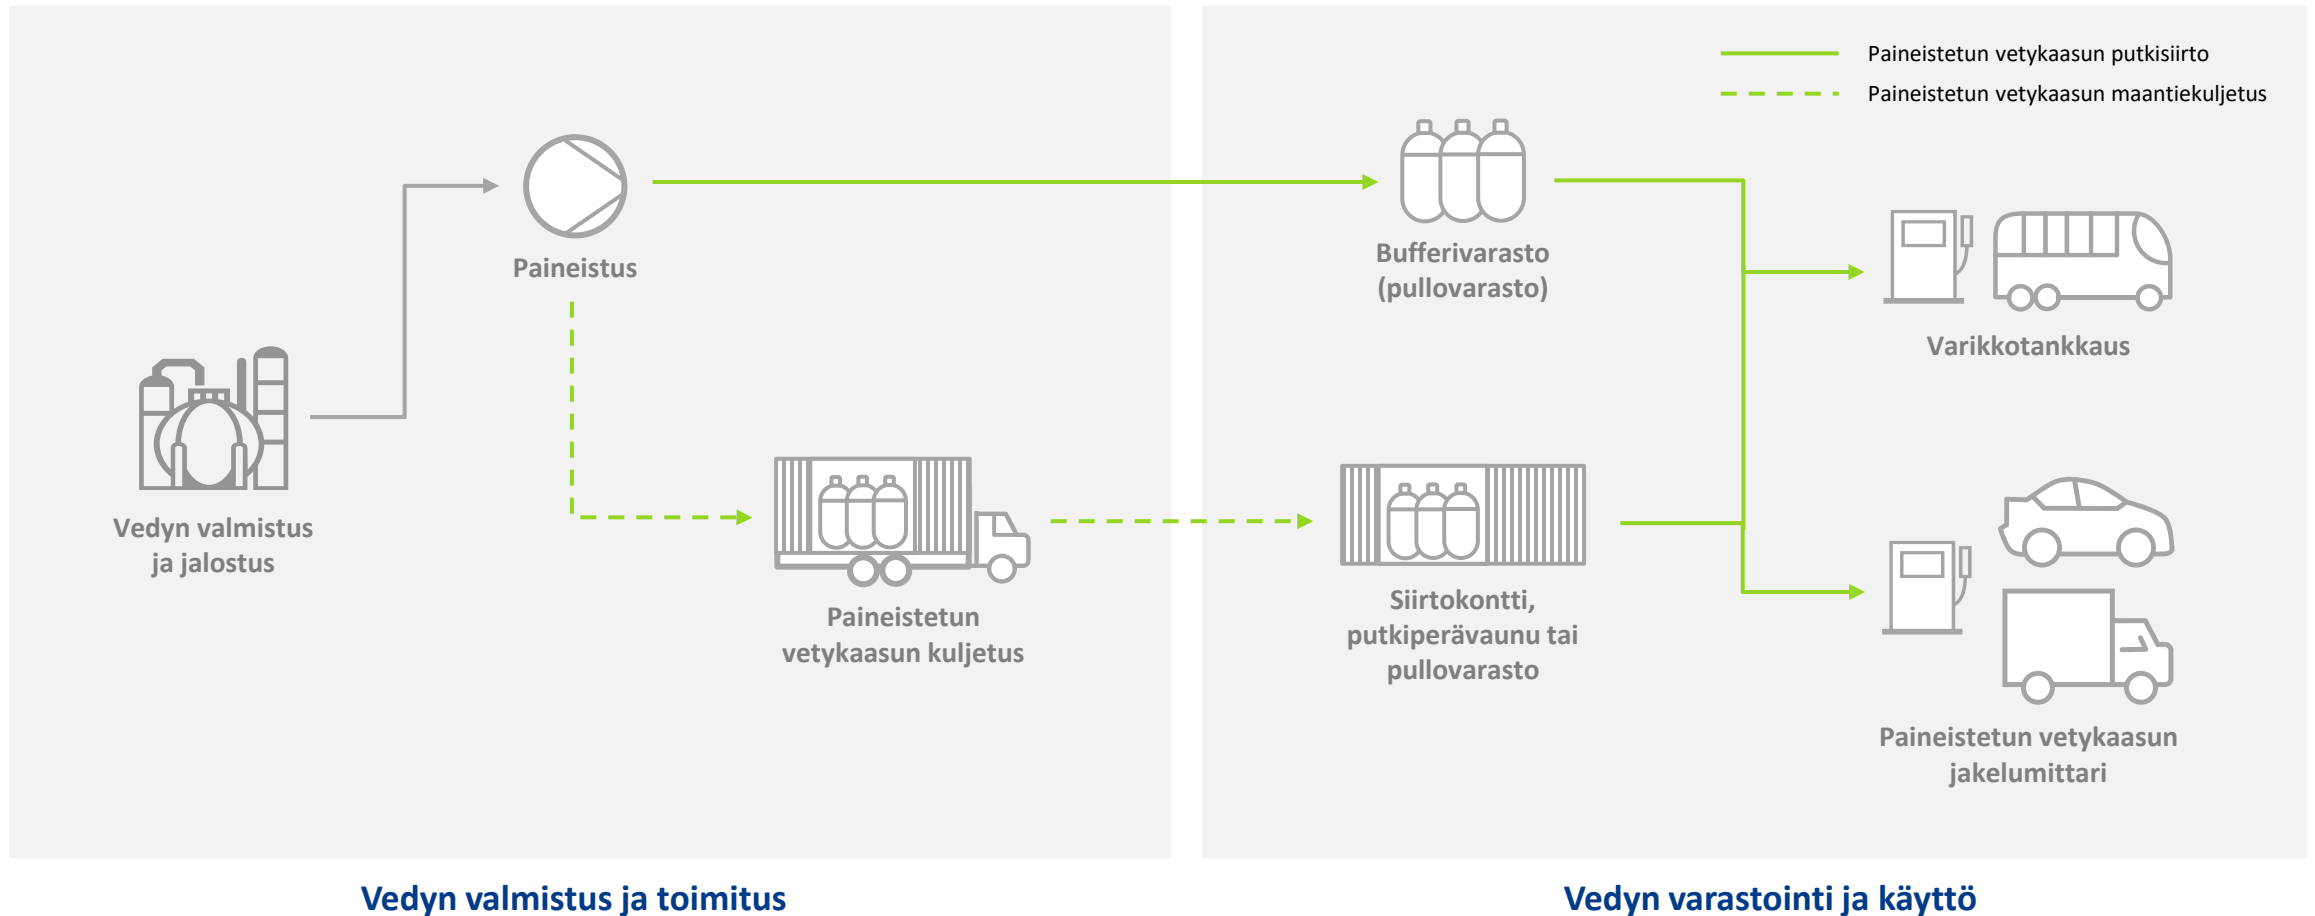 Paineistetun vetykaasun putkisiirto
Paineistetun vetykaasun maantiekuljetus
Paineistus
Bufferivarasto
(pullovarasto)
Varikkotankkaus
Vedyn valmistus
ja jalostus
Paineistetun
vetykaasun kuljetus
Siirtokontti,
putkiperävaunu tai
pullovarasto
Paineistetun vetykaasun
jakelumittari
Vedyn valmistus ja toimitus
Vedyn varastointi ja käyttö